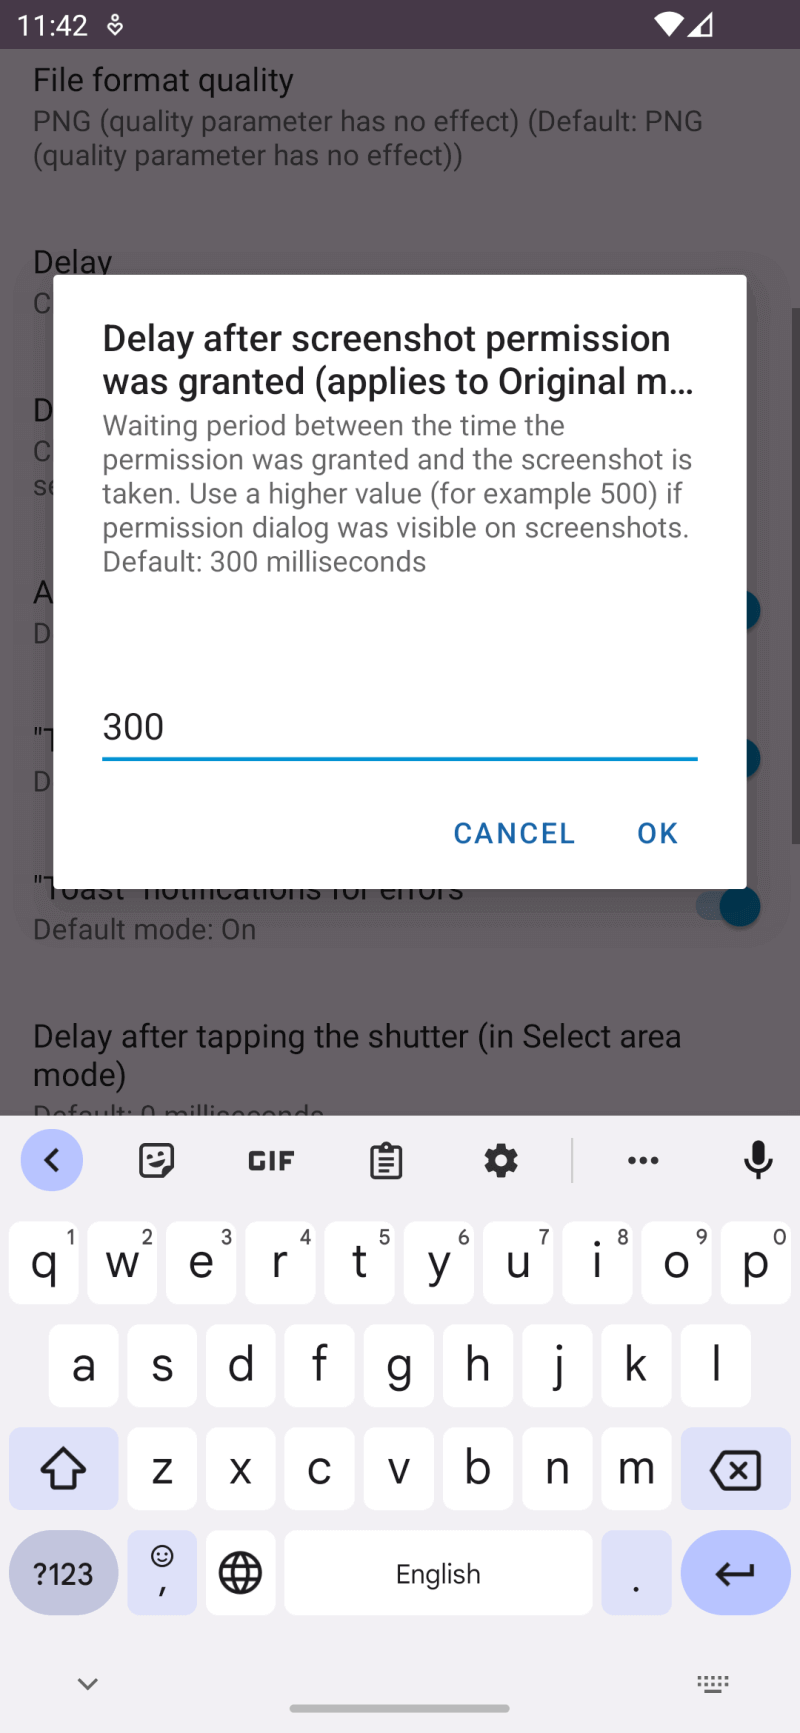 11:42
File format quality
PNG (quality parameter has no effect) (Default: PNG
(quality parameter has no effect))
Delay
C
Delay after screenshot permission
was granted (applies to Original m...
Waiting period between the time the
permission was granted and the screenshot is
taken. Use a higher value (for example 500) if
permission dialog was visible on screenshots.
Default: 300 milliseconds
D
C
se
A
D
"T
D
300
CANCEL OK
"Toast" notifications for errors
Default mode: On
Delay after tapping the shutter (in Select area
mode)
Default: 0 milliseconds
GIF
q 1 w 2 e 3 r 4 t 5 y 6 u 7 i 8 o 9 p 0
a s d f g h j k l
z x c v b n m
?123 , English .